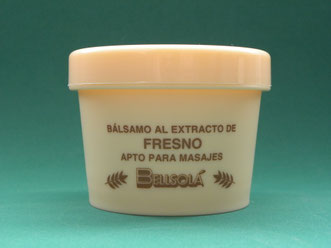 BÁLSAMO AL EXTRACTO DE
FRESNO
APTO PARA MASAJES
BELLSOLÁ